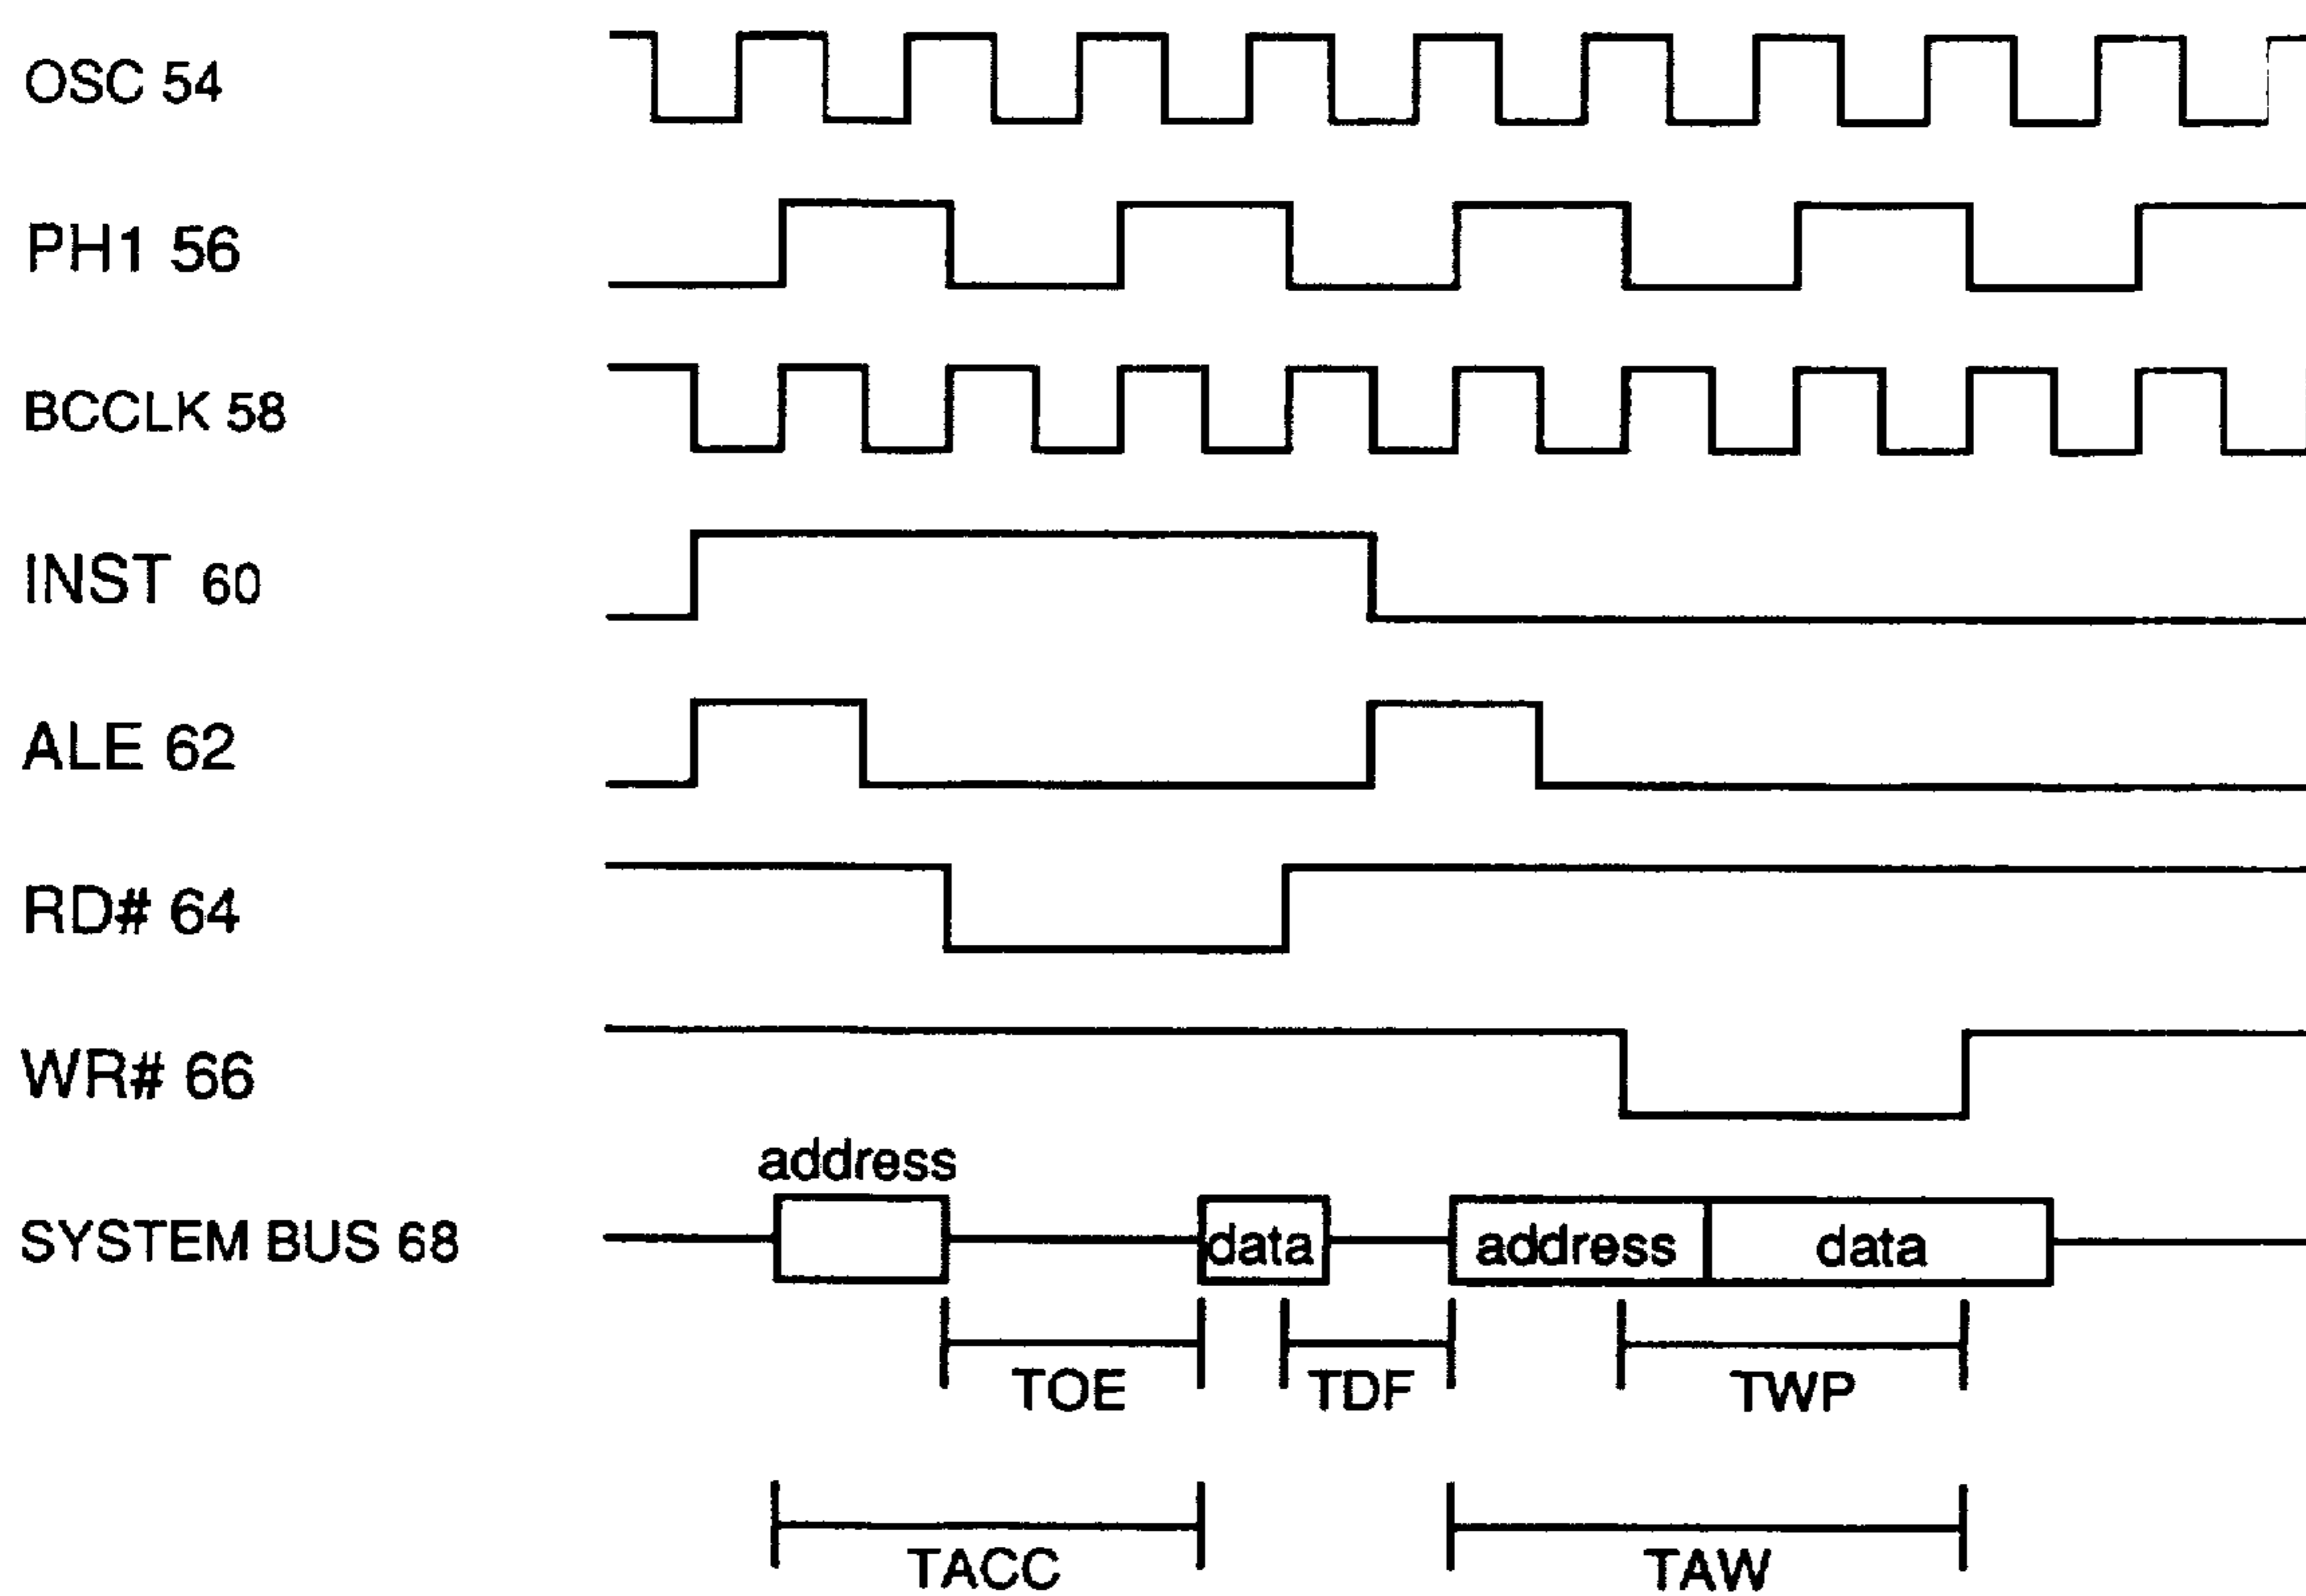 OSC 54
PH1 56
BCCLK 58
INST 60
ALE 62
RD# 64
WR# 66
address
SYSTEM BUS 68
data
address
data
TOE
TDF
TWP
TACC
TAW